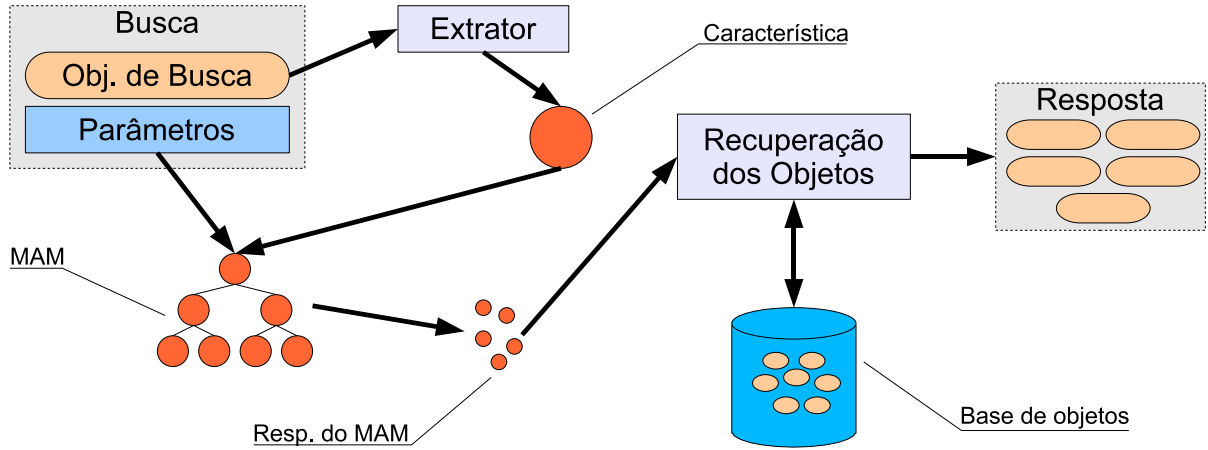 Busca
Obj. de Busca
Parâmetros
Extrator
Característica
Recuperação
dos Objetos
Resposta
MAM
Resp. do MAM
Base de objetos